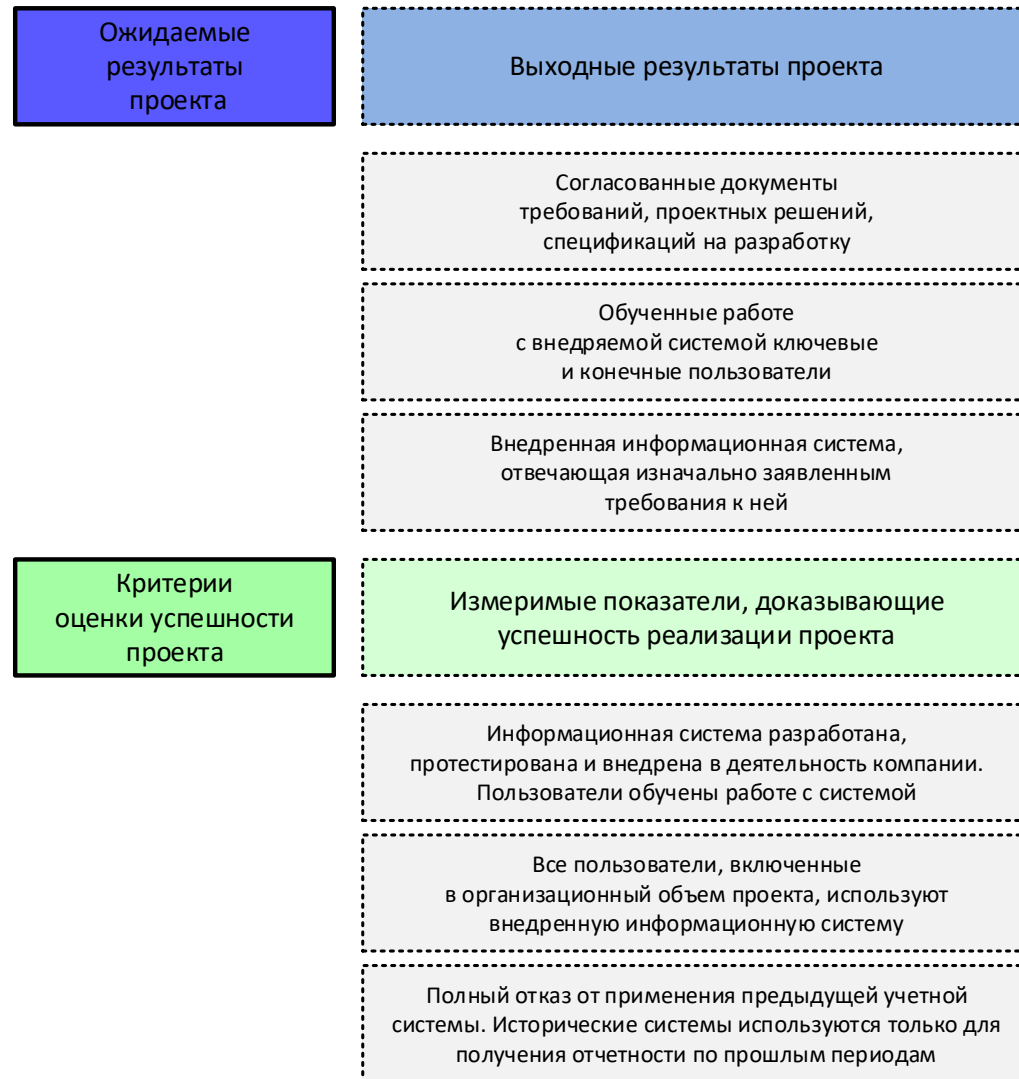 Ожидаемые
результаты
проекта
Выходные результаты проекта
Согласованные документы
требований, проектных решений,
спецификаций на разработку
Обученные работе
с внедряемой системой ключевые
и конечные пользователи
Внедренная информационная система,
отвечающая изначально заявленным
требования к ней
Критерии
оценки успешности
проекта
Измеримые показатели, доказывающие
успешность реализации проекта
Информационная система разработана,
протестирована и внедрена в деятельность компании.
Пользователи обучены работе с системой
Все пользователи, включенные
в организационный объем проекта, используют
внедренную информационную систему
Полный отказ от применения предыдущей учетной
системы. Исторические системы используются только для
получения отчетности по прошлым периодам